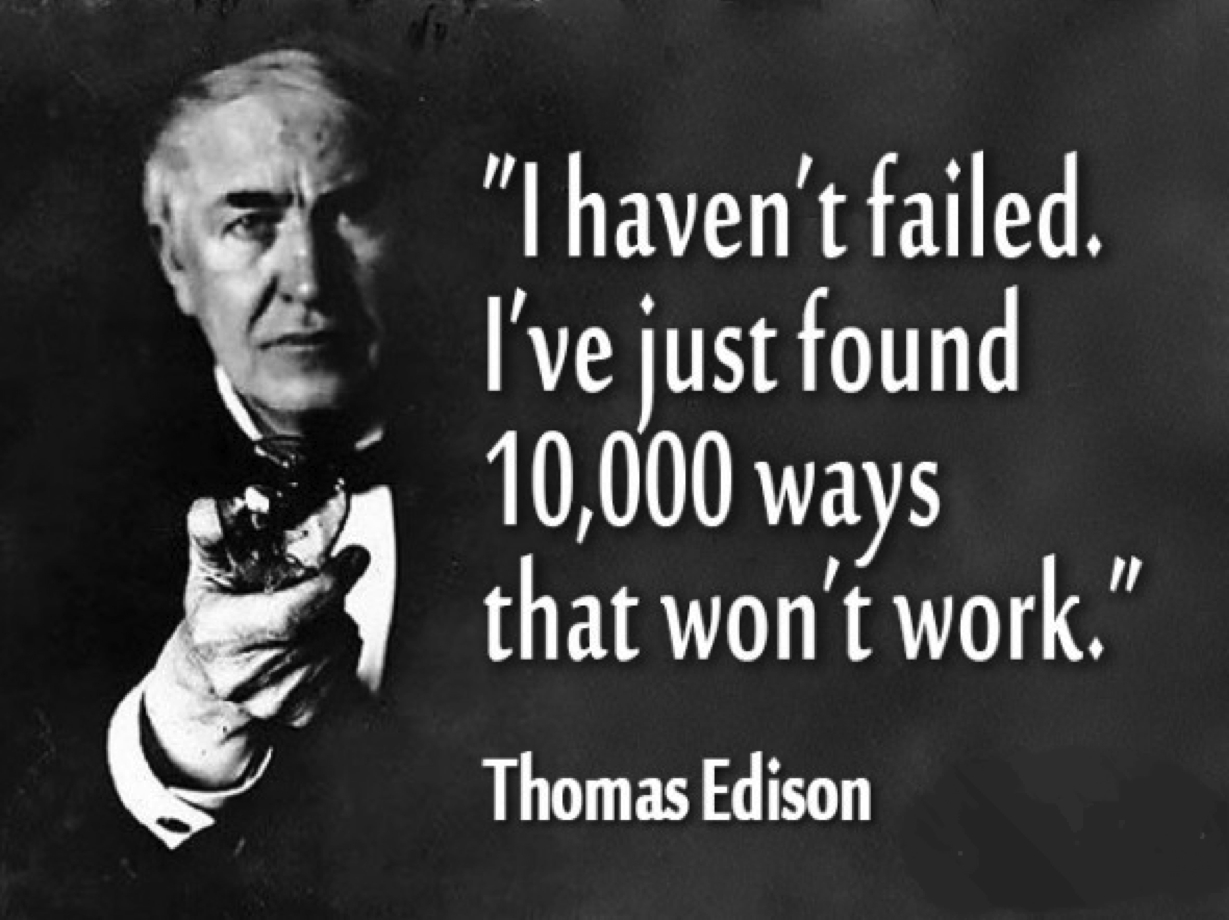 "I haven't failed.
I've just found
10,000 ways
that won't work."
Thomas Edison